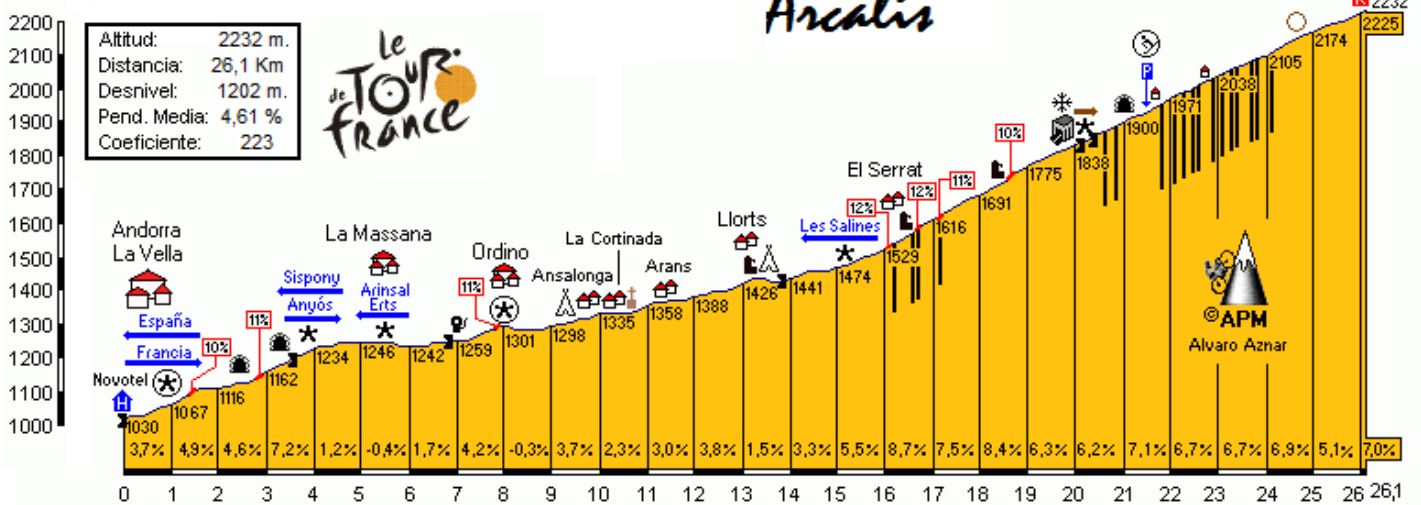 Arcalís
Altitud: 2232 m.
Distancia: 26,1 Km
Desnivel: 1202 m.
Pend. Media: 4,61 %
Coeficiente: 223
Le
TOUR
de
france
2200
2100
2000
1900
1800
1700
1600
1500
1400
1300
1200
1100
1000
Andorra
La Vella
España
Francia
Novotel
H
10%
11%
Sispony
Anyós
La Massana
Arinsal
Erts
11%
Ordino
Ansalonga
La Cortinada
Arans
Llorts
Les Salines
El Serrat
12%
12%
11%
10%
P
R 2232
©APM
Alvaro Aznar
1030 1067 1116 1162 1234 1246 1242 1259 1301 1298 1335 1358 1388 1426 1441 1474 1529 1616 1691 1775 1838 1900 1971 2038 2105 2174 2225
3,7% 4,9% 4,6% 7,2% 1,2% -0,4% 1,7% 4,2% -0,3% 3,7% 2,3% 3,0% 3,8% 1,5% 3,3% 5,5% 8,7% 7,5% 8,4% 6,3% 6,2% 7,1% 6,7% 6,7% 6,9% 5,1% 7,0%
0 1 2 3 4 5 6 7 8 9 10 11 12 13 14 15 16 17 18 19 20 21 22 23 24 25 26 26,1